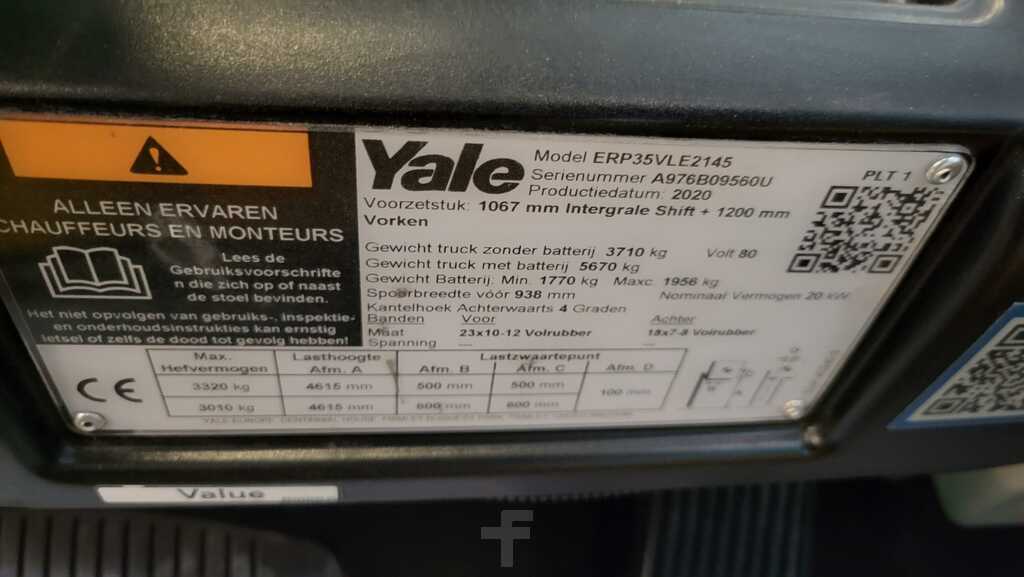 ALLEEN ERVAREN
CHAUFFEURS EN MONTEURS
Lees de
Gebruiksvoorschrifte
n die zich op of naast
de stoel bevinden.
Het niet opvolgen van gebruiks-, inspektie-
en onderhoudsinstrukties kan ernstig
letsel of zelfs de dood tot gevolg hebben!
Yale
Model ERP35VLE2145
Serienummer A976B09560U
Productiedatum: 2020
PLT 1
Voorzetstuk: 1067 mm Intergrale Shift + 1200 mm
Vorken
Gewicht truck zonder batterij 3710 kg Volt 80
Gewicht truck met batterij 5670 kg
Gewicht Batterij: Min. 1770 kg Maxc. 1956 kg
Spoorbreedte vóór 938 mm Nominaal Vermogen 20 kW
Kantelhoek Achterwaarts 4 Graden
Banden Voor Achter
Maat 23x10-12 Volrubber 18x7-8 Volrubber
Spanning — —
CE
Max. Hefvermogen Lasthoogte Lastzwaartepunt
Afm. A Afm. B Afm. C Afm. D
3320 kg 4615 mm 500 mm 500 mm 100 mm
3010 kg 4615 mm 600 mm 600 mm
Value